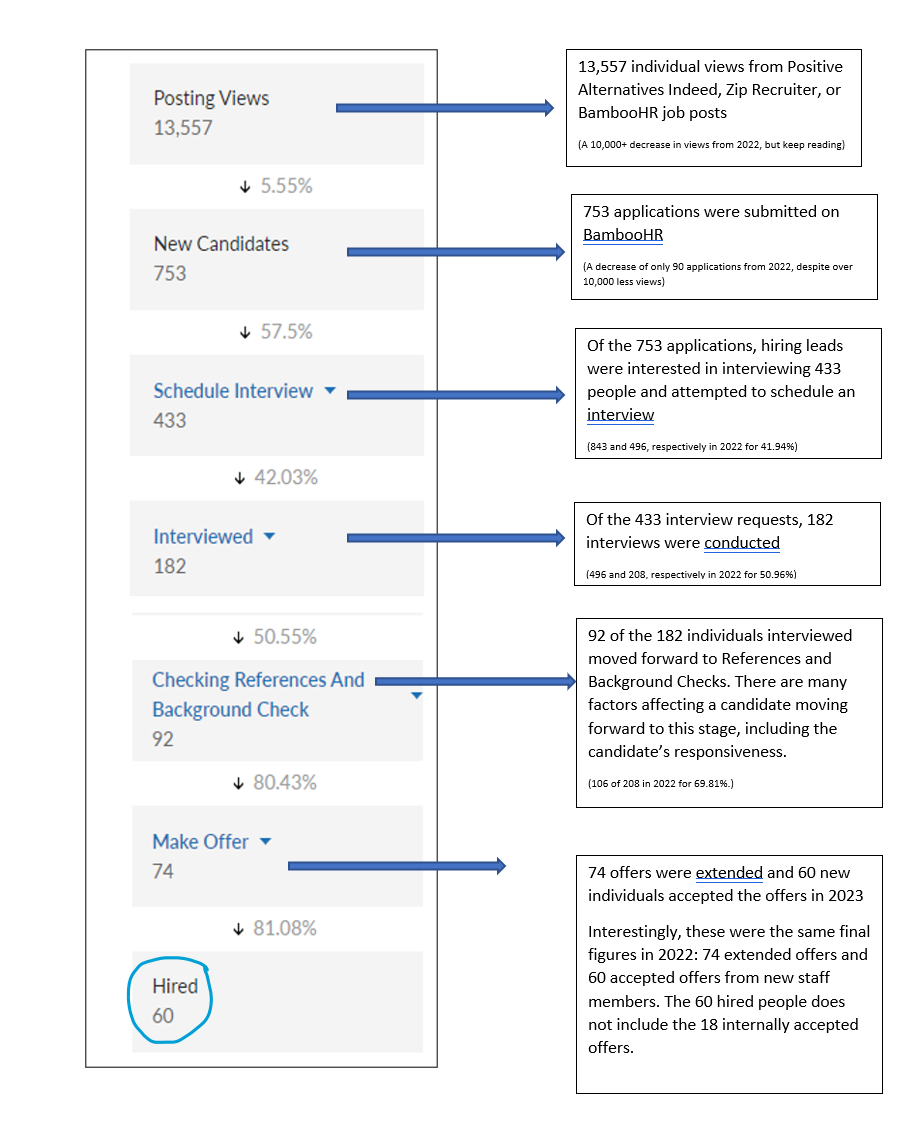 Posting Views
13,557
13,557 individual views from Positive
Alternatives Indeed, Zip Recruiter, or
BambooHR job posts
(A 10,000+ decrease in views from 2022, but keep reading)
5.55%
New Candidates
753
753 applications were submitted on
BambooHR
(A decrease of only 90 applications from 2022, despite over
10,000 less views)
57.5%
Schedule Interview
433
Of the 753 applications, hiring leads
were interested in interviewing 433
people and attempted to schedule an
interview
(843 and 496, respectively in 2022 for 41.94%)
42.03%
Interviewed
182
Of the 433 interview requests, 182
interviews were conducted
(496 and 208, respectively in 2022 for 50.96%)
50.55%
Checking References And
Background Check
92
92 of the 182 individuals interviewed
moved forward to References and
Background Checks. There are many
factors affecting a candidate moving
forward to this stage, including the
candidate’s responsiveness.
(106 of 208 in 2022 for 69.81%.)
80.43%
Make Offer
74
74 offers were extended and 60 new
individuals accepted the offers in 2023
Interestingly, these were the same final
figures in 2022: 74 extended offers and
60 accepted offers from new staff
members. The 60 hired people does
not include the 18 internally accepted
offers.
81.08%
Hired
60